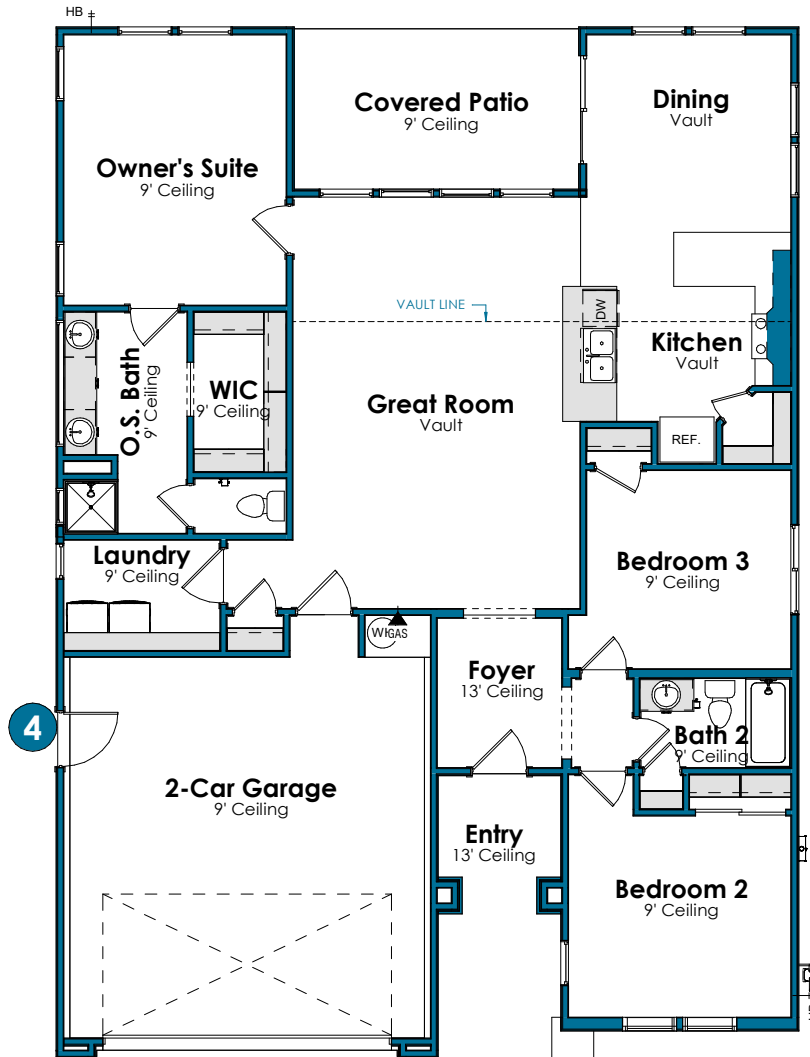 HB
Covered Patio
9' Ceiling
Dining
Vault
Owner's Suite
9' Ceiling
VAULT LINE
DW
Kitchen
Vault
O.S. Bath
9' Ceiling
WIC
9' Ceiling
Great Room
Vault
REF.
Laundry
9' Ceiling
Bedroom 3
9' Ceiling
GAS
Foyer
13' Ceiling
4
Bath 2
9' Ceiling
2-Car Garage
9' Ceiling
Entry
13' Ceiling
Bedroom 2
9' Ceiling